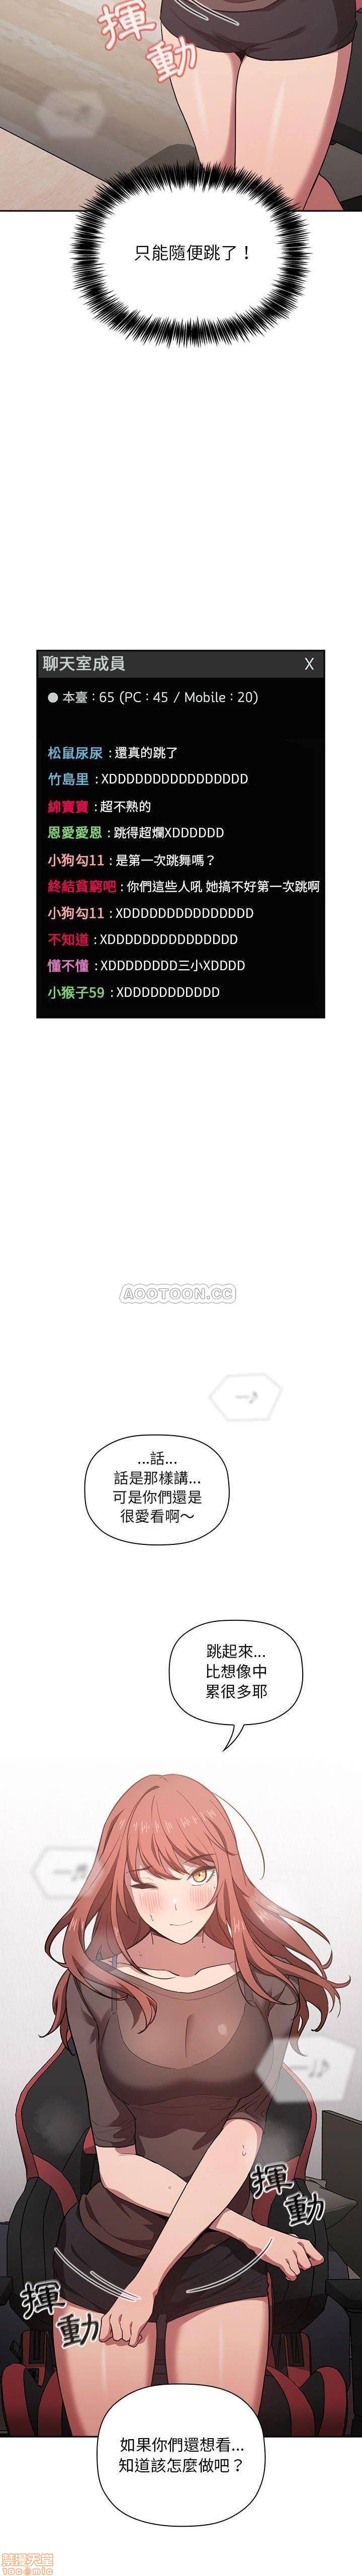 揮
動
只能隨便跳了！
聊天室成員 X
● 本臺：65 (PC：45 / Mobile：20)
松鼠尿尿：還真的跳了
竹島里：XDDDDDDDDDDDDDDDDD
綿寶寶：超不熟的
恩愛愛恩：跳得超爛XDDDDDD
小狗勾11：是第一次跳舞嗎？
終結貧窮吧：你們這些人吼 她搞不好第一次跳啊
小狗勾11：XDDDDDDDDDDDDDDDD
不知道：XDDDDDDDDDDDDDDDD
懂不懂：XDDDDDDDD三小XDDDD
小猴子59：XDDDDDDDDDDDD
AOOTOON.CC
...話...
話是那樣講...
可是你們還是
很愛看啊～
跳起來...
比想像中
累很多耶
揮
動
揮
動
如果你們還想看...
知道該怎麼做吧？
禁漫天堂